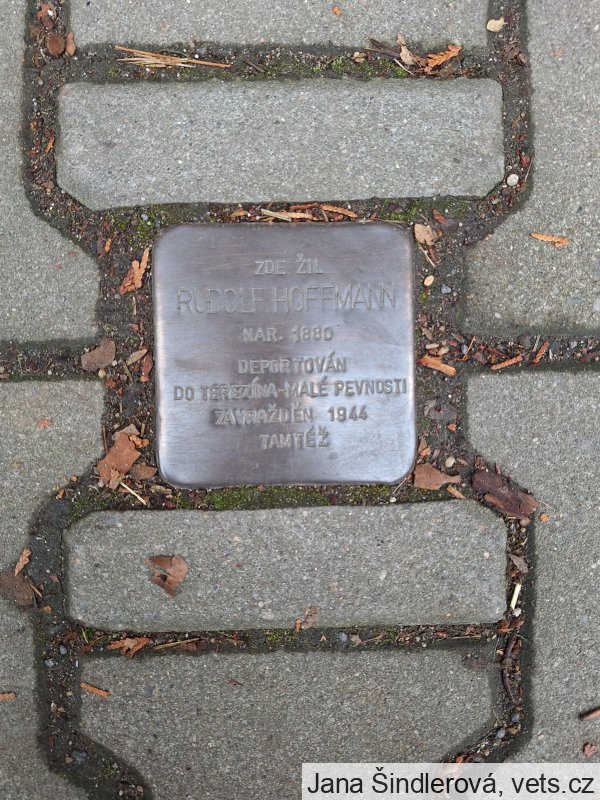 ZDE ŽIL
RUDOLF HOFFMANN
NAR. 1880
DEPORTOVÁN
DO TEREZÍNA-MALÉ PEVNOSTI
ZAVRAŽDĚN 1944
TAMTÉŽ
Jana Šindlerová, vets.cz